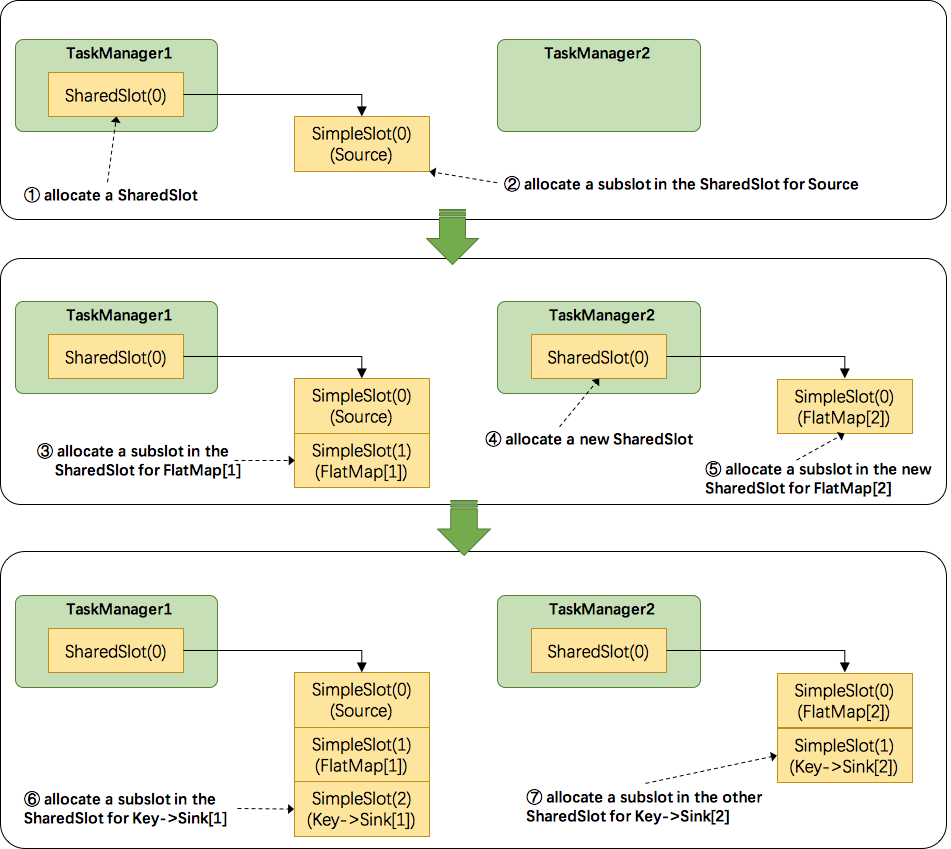 TaskManager1
SharedSlot(0)
TaskManager2
SimpleSlot(0)
(Source)
① allocate a SharedSlot
② allocate a subslot in the SharedSlot for Source
TaskManager1
SharedSlot(0)
TaskManager2
SharedSlot(0)
SimpleSlot(0)
(Source)
SimpleSlot(1)
(FlatMap[1])
SimpleSlot(0)
(FlatMap[2])
③ allocate a subslot in the
SharedSlot for FlatMap[1]
④ allocate a new SharedSlot
⑤ allocate a subslot in the new
SharedSlot for FlatMap[2]
TaskManager1
SharedSlot(0)
TaskManager2
SharedSlot(0)
SimpleSlot(0)
(Source)
SimpleSlot(1)
(FlatMap[1])
SimpleSlot(2)
(Key->Sink[1])
SimpleSlot(0)
(FlatMap[2])
SimpleSlot(1)
(Key->Sink[2])
⑥ allocate a subslot in the
SharedSlot for Key->Sink[1]
⑦ allocate a subslot in the other
SharedSlot for Key->Sink[2]